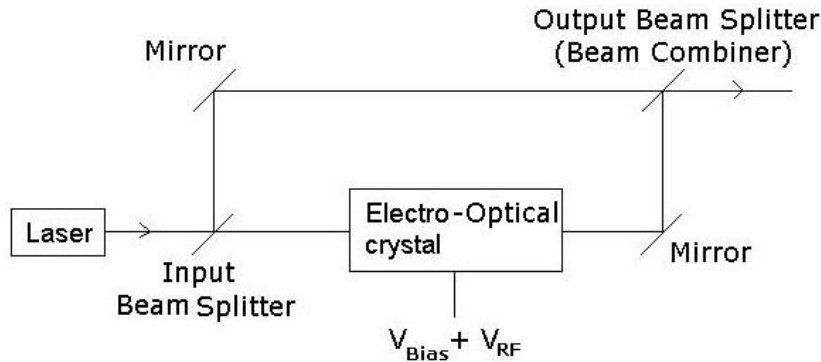 Output Beam Splitter
(Beam Combiner)
Mirror
Laser
Electro-Optical
crystal
Input
Beam Splitter
Mirror
VBias + VRF